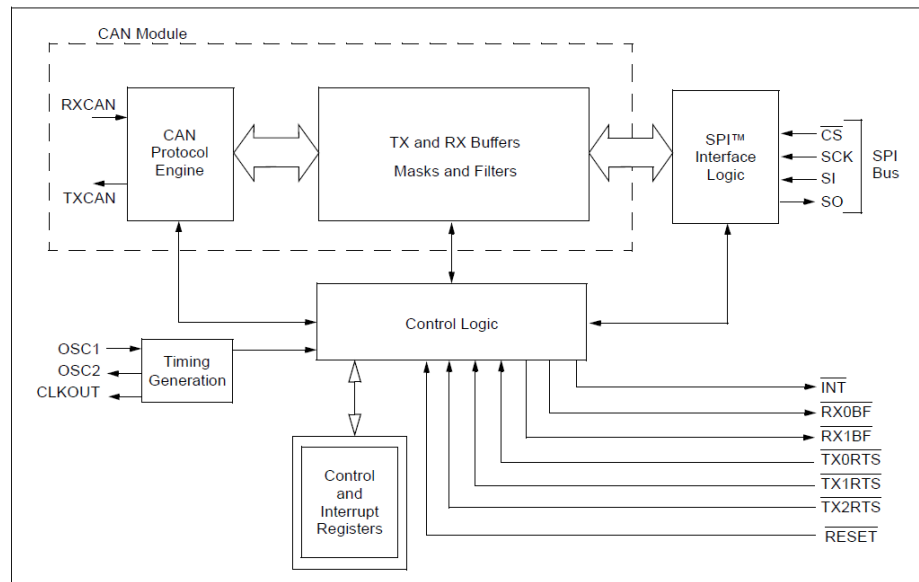 CAN Module
RXCAN
TXCAN
CAN
Protocol
Engine
TX and RX Buffers
Masks and Filters
SPI™
Interface
Logic
CS
SCK
SI
SO
SPI
Bus
Control Logic
OSC1
OSC2
CLKOUT
Timing
Generation
Control
and
Interrupt
Registers
INT
RX0BF
RX1BF
TX0RTS
TX1RTS
TX2RTS
RESET